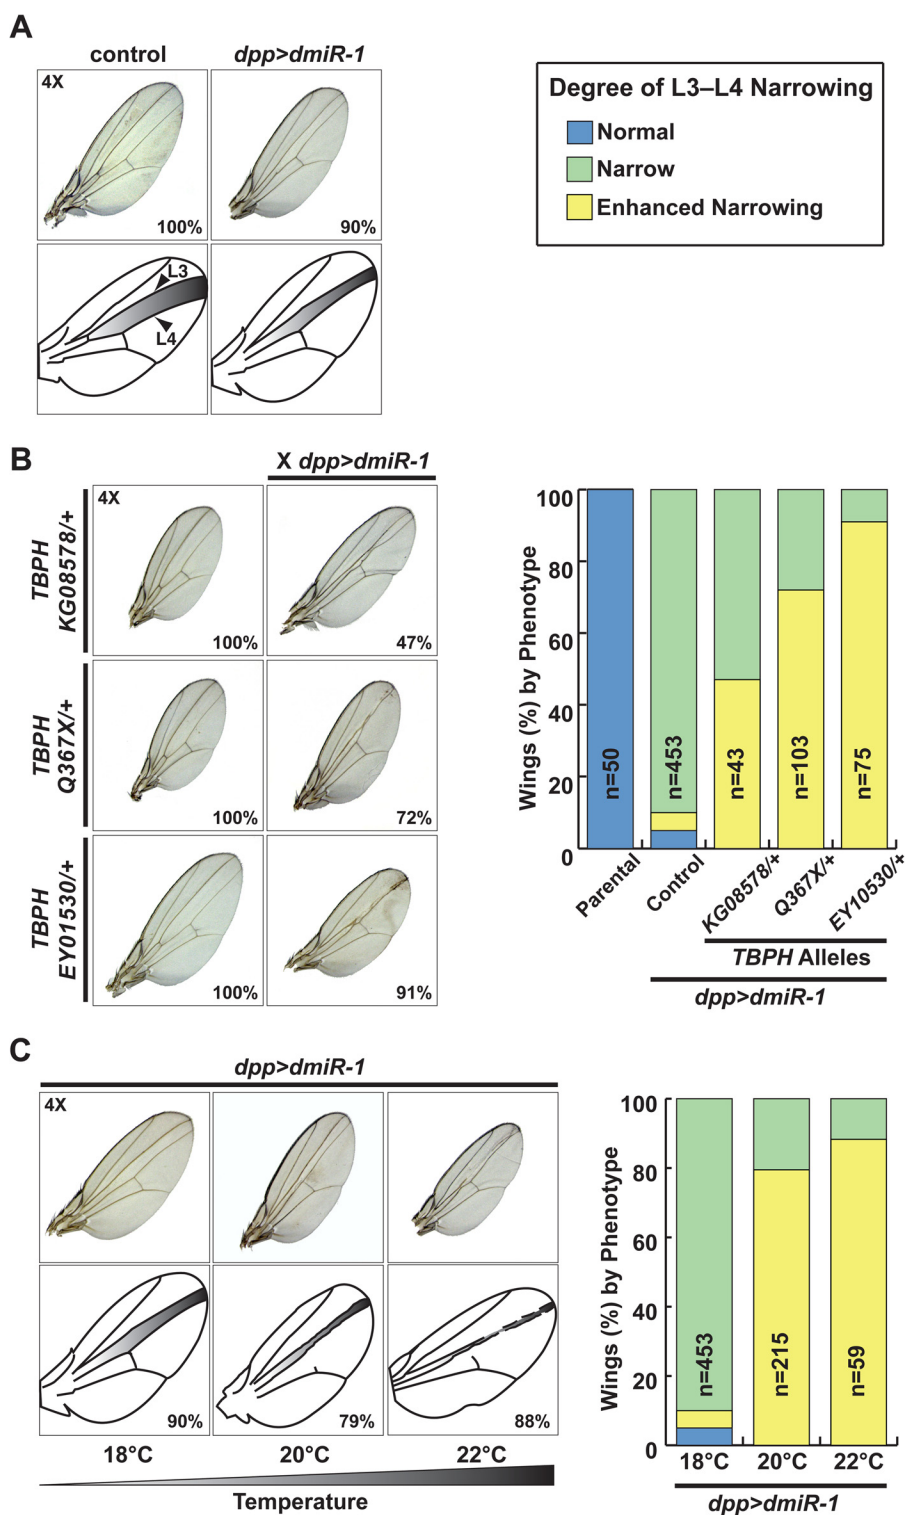 A
control
dpp>dmiR-1
4X
100%
90%
L3
L4
Degree of L3–L4 Narrowing
Normal
Narrow
Enhanced Narrowing
B
X dpp>dmiR-1
TBPH
KG08578/+
4X
100%
47%
TBPH
Q367X/+
100%
72%
TBPH
EY01530/+
100%
91%
Wings (%) by Phenotype
100
80
60
40
20
0
n=50
n=453
n=43
n=103
n=75
Parental
Control
KG08578/+
Q367X/+
EY10530/+
TBPH Alleles
dpp>dmiR-1
C
dpp>dmiR-1
4X
90%
79%
88%
18°C
20°C
22°C
Temperature
Wings (%) by Phenotype
100
80
60
40
20
0
n=453
n=215
n=59
18°C
20°C
22°C
dpp>dmiR-1